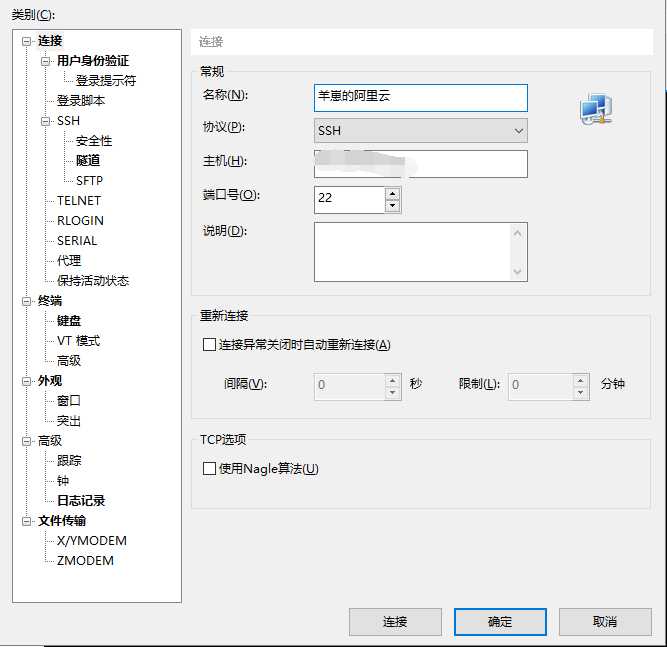 类别(C):
连接
用户身份验证
登录提示符
登录脚本
SSH
安全性
隧道
SFTP
TELNET
RLOGIN
SERIAL
代理
保持活动状态
终端
键盘
VT 模式
高级
外观
窗口
突出
高级
跟踪
钟
日志记录
文件传输
X/YMODEM
ZMODEM
连接
常规
名称(N):
羊崽的阿里云
协议(P):
SSH
主机(H):
端口号(O):
22
说明(D):
重新连接
连接异常关闭时自动重新连接(A)
间隔(V):
0
秒
限制(L):
0
分钟
TCP选项
使用Nagle算法(U)
连接
确定
取消